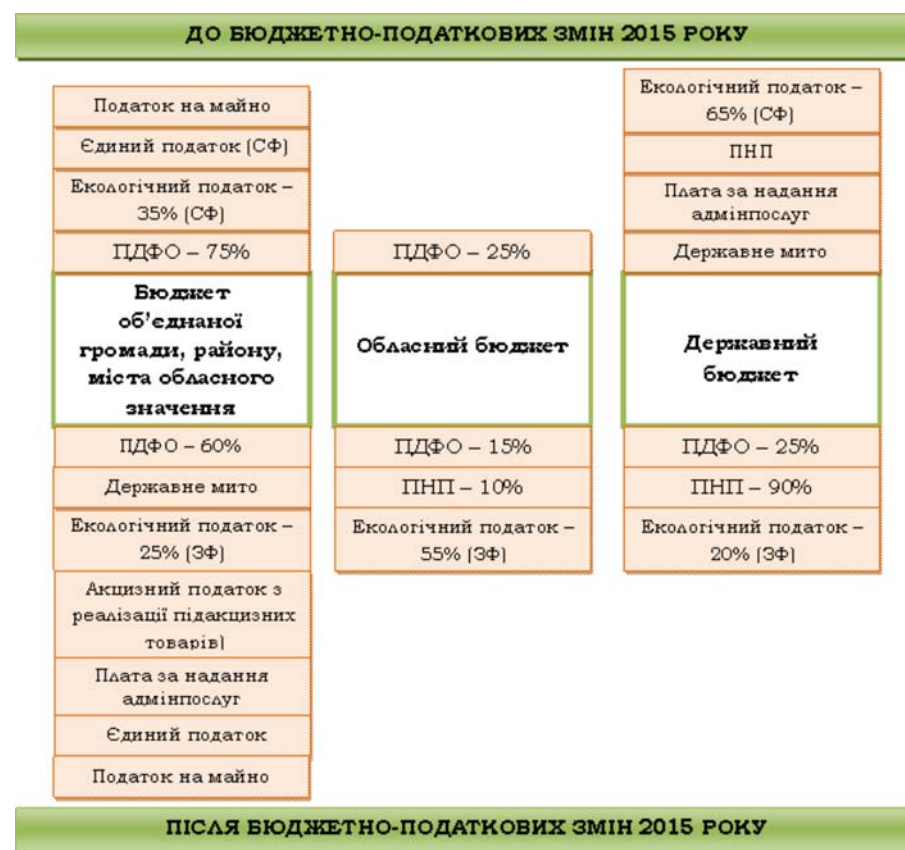 ДО БЮДЖЕТНО-ПОДАТКОВИХ ЗМІН 2015 РОКУ
Податок на майно
Єдиний податок (СФ)
Екологічний податок –
35% (СФ)
ПДФО – 75%
Бюджет
об’єднаної
громади, району,
міста обласного
значення
ПДФО – 60%
Державне мито
Екологічний податок –
25% (ЗФ)
Акцизний податок з
реалізації підакцизних
товарів)
Плата за надання
адмінпослуг
Єдиний податок
Податок на майно
ПДФО – 25%
Обласний бюджет
ПДФО – 15%
ПНП – 10%
Екологічний податок –
55% (ЗФ)
Екологічний податок –
65% (СФ)
ПНП
Плата за надання
адмінпослуг
Державне мито
Державний
бюджет
ПДФО – 25%
ПНП – 90%
Екологічний податок –
20% (ЗФ)
ПІСЛЯ БЮДЖЕТНО-ПОДАТКОВИХ ЗМІН 2015 РОКУ